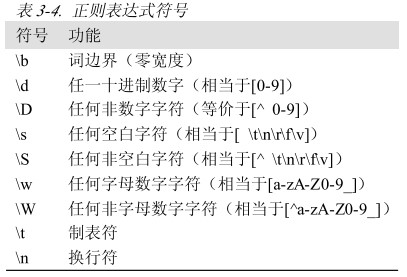 表 3-4. 正则表达式符号
符号 功能
\b 词边界（零宽度）
\d 任一十进制数字（相当于[0-9]）
\D 任何非数字字符（等价于[^ 0-9]）
\s 任何空白字符（相当于[ \t\n\r\f\v]）
\S 任何非空白字符（相当于[^ \t\n\r\f\v]）
\w 任何字母数字字符（相当于[a-zA-Z0-9_]）
\W 任何非字母数字字符（相当于[^a-zA-Z0-9_]）
\t 制表符
\n 换行符